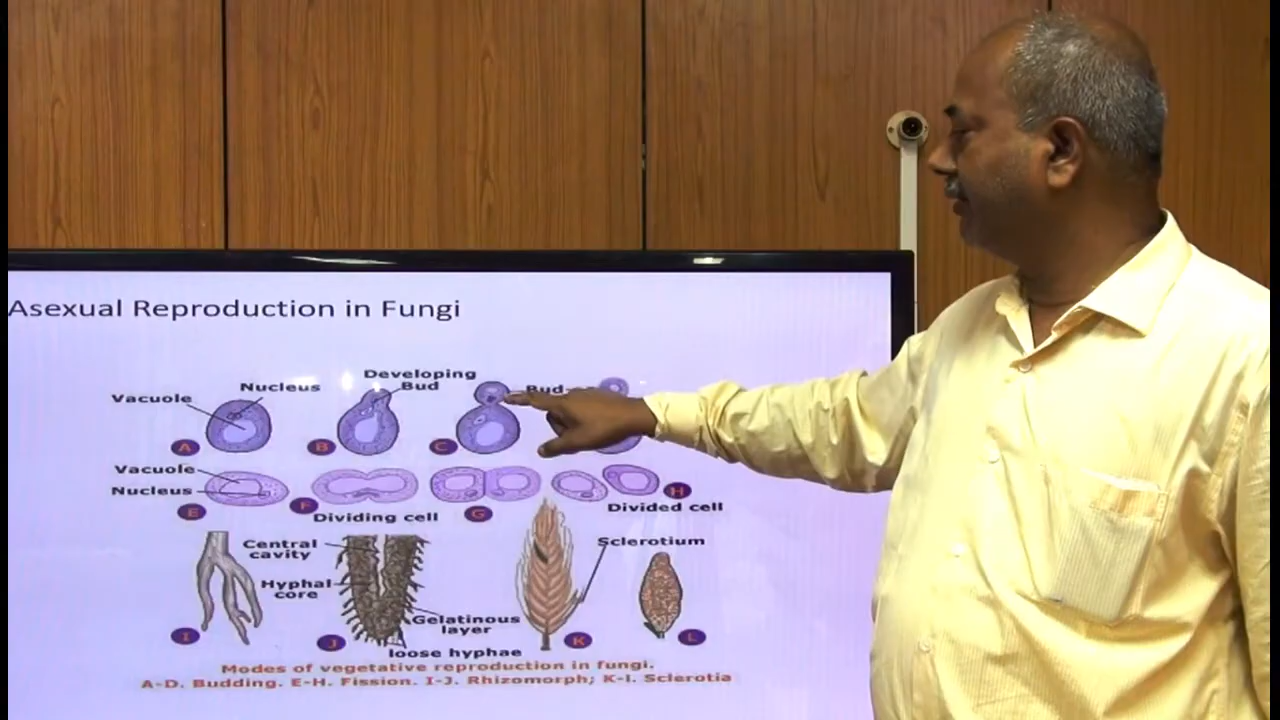 Asexual Reproduction in Fungi
Developing
Bud
Nucleus
Vacuole
Bud
A
B
C
Vacuole
Nucleus
E
F
G
H
Dividing cell
Divided cell
Central
cavity
Sclerotium
Hyphal
core
Gelatinous
layer
I
J
K
L
loose hyphae
Modes of vegetative reproduction in fungi.
A-D. Budding. E-H. Fission. I-J. Rhizomorph; K-l. Sclerotia